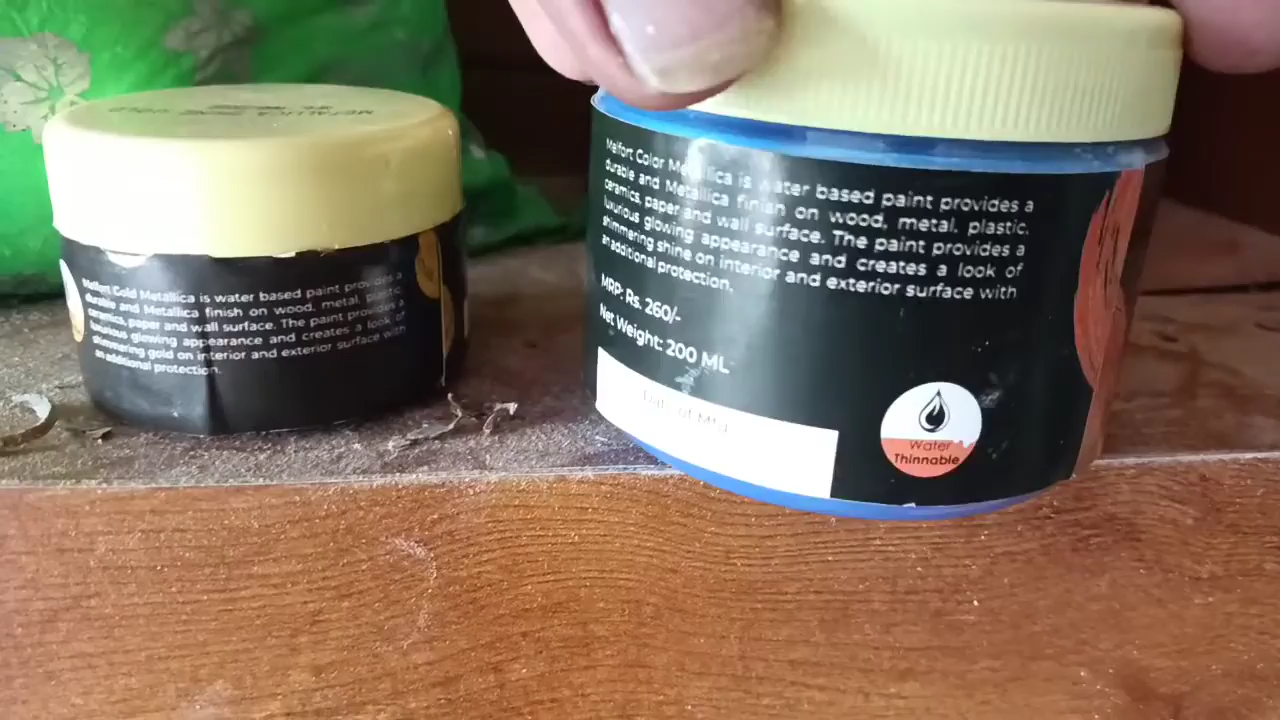 METALLICA
Melfort Gold Metallica is water based paint provides a
durable and Metallica finish on wood, metal, plastic,
ceramics, paper and wall surface. The paint provides a
luxurious glowing appearance and creates a look of
shimmering gold on interior and exterior surface with
an additional protection.
Melfort Color Metallica is water based paint provides a
durable and Metallica finish on wood, metal, plastic,
ceramics, paper and wall surface. The paint provides a
luxurious glowing appearance and creates a look of
shimmering shine on interior and exterior surface with
an additional protection.
MRP: Rs. 260/-
Net Weight: 200 ML
Date of Mfg
Water
Thinnable